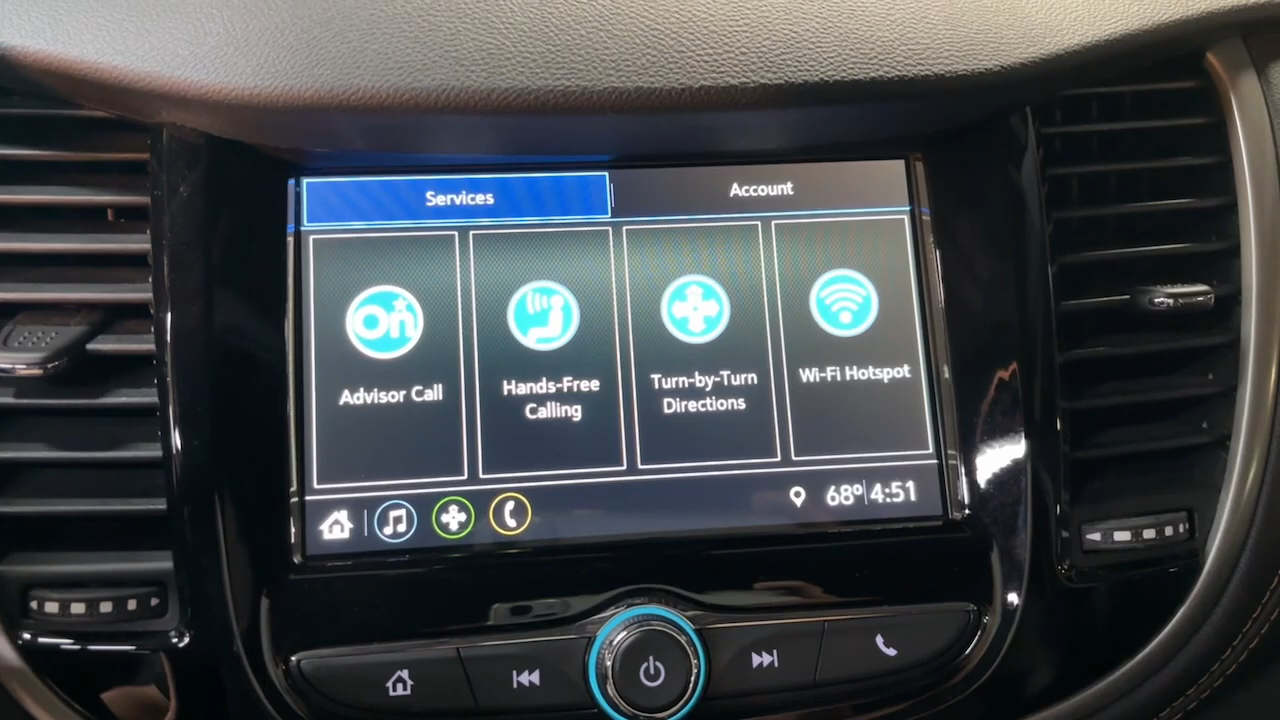 Services
Account
On
Advisor Call
Hands-Free
Calling
Turn-by-Turn
Directions
Wi-Fi Hotspot
68° 4:51